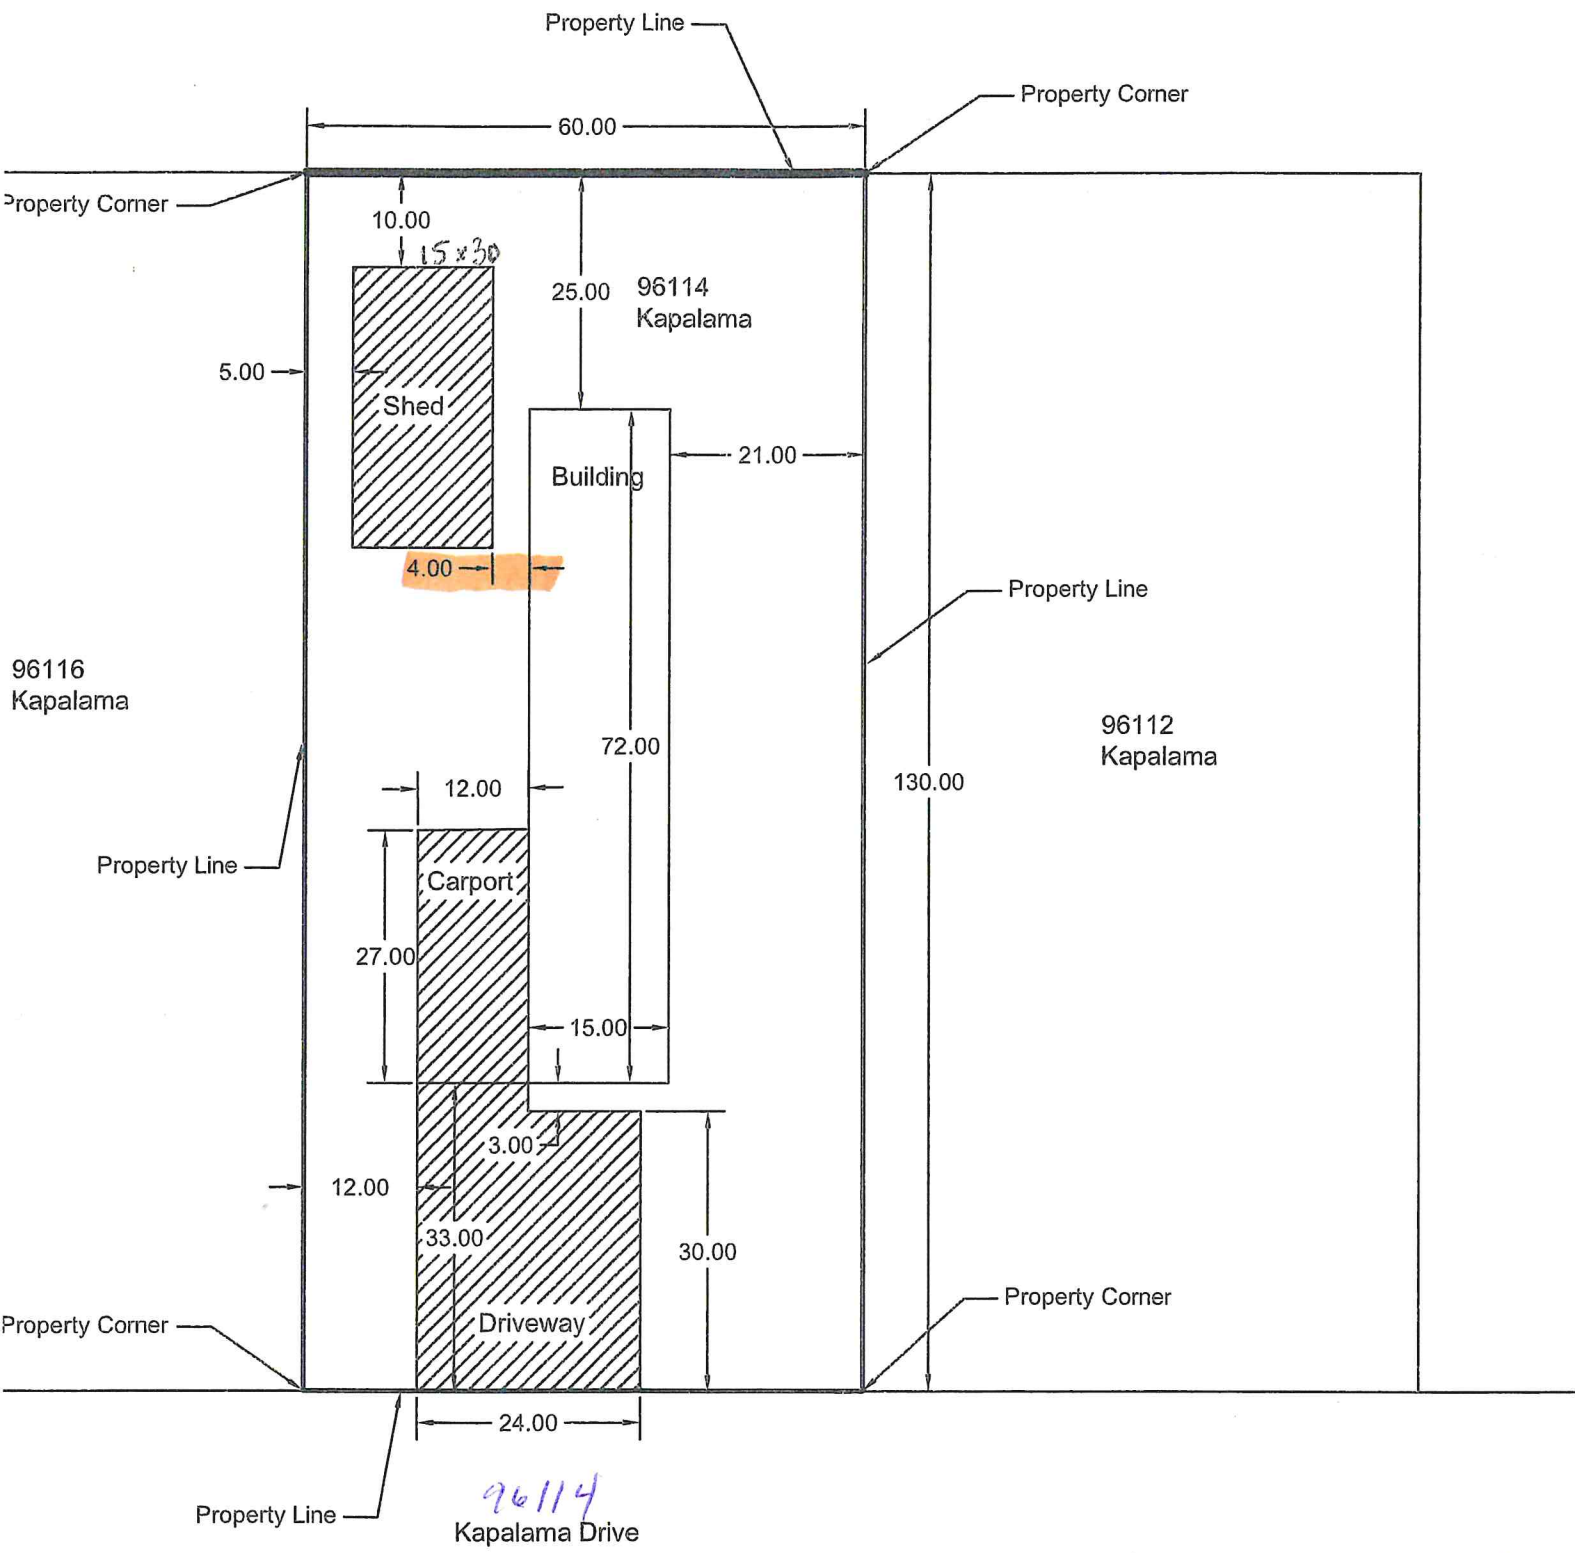 Property Line
Property Corner
60.00
Property Corner
10.00
15 x 30
25.00
96114
Kapalama
5.00
Shed
21.00
Building
4.00
Property Line
96116
Kapalama
96112
Kapalama
72.00
130.00
12.00
Property Line
Carport
27.00
15.00
3.00
12.00
33.00
30.00
Property Corner
Property Corner
Driveway
24.00
96114
Property Line
Kapalama Drive